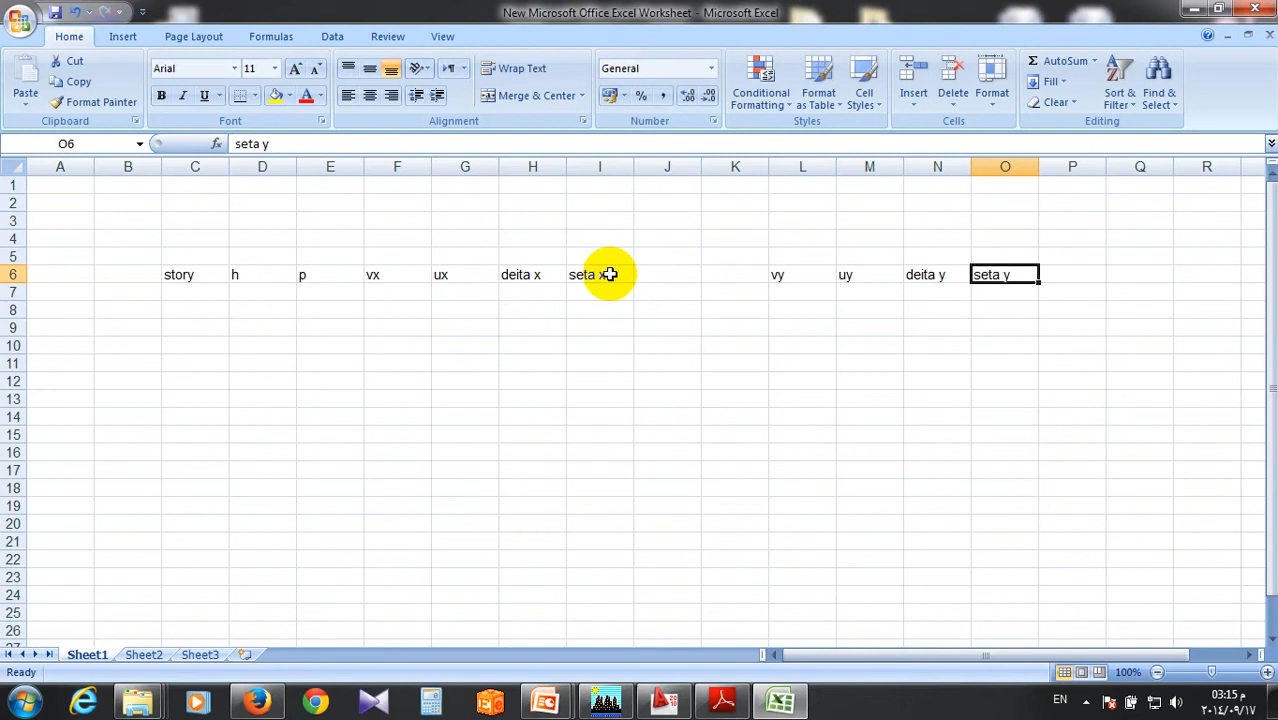 New Microsoft Office Excel Worksheet - Microsoft Excel
Home Insert Page Layout Formulas Data Review View
Paste
Cut
Copy
Format Painter
Clipboard
Arial 11
B I U A
Font
Wrap Text
Merge & Center
Alignment
General
% ,
Number
Conditional Formatting
Format as Table
Cell Styles
Styles
Insert Delete Format
Cells
Σ AutoSum
Fill
Clear
Sort & Filter
Find & Select
Editing
O6 fx seta y
A B C D E F G H I J K L M N O P Q R
1
2
3
4
5
6 story h p vx ux deita x seta x vy uy deita y seta y
7
8
9
10
11
12
13
14
15
16
17
18
19
20
21
22
23
24
25
26
27
Sheet1 Sheet2 Sheet3
Ready 100%
EN 03:15 م
٢٠١٤/٠٩/١٧